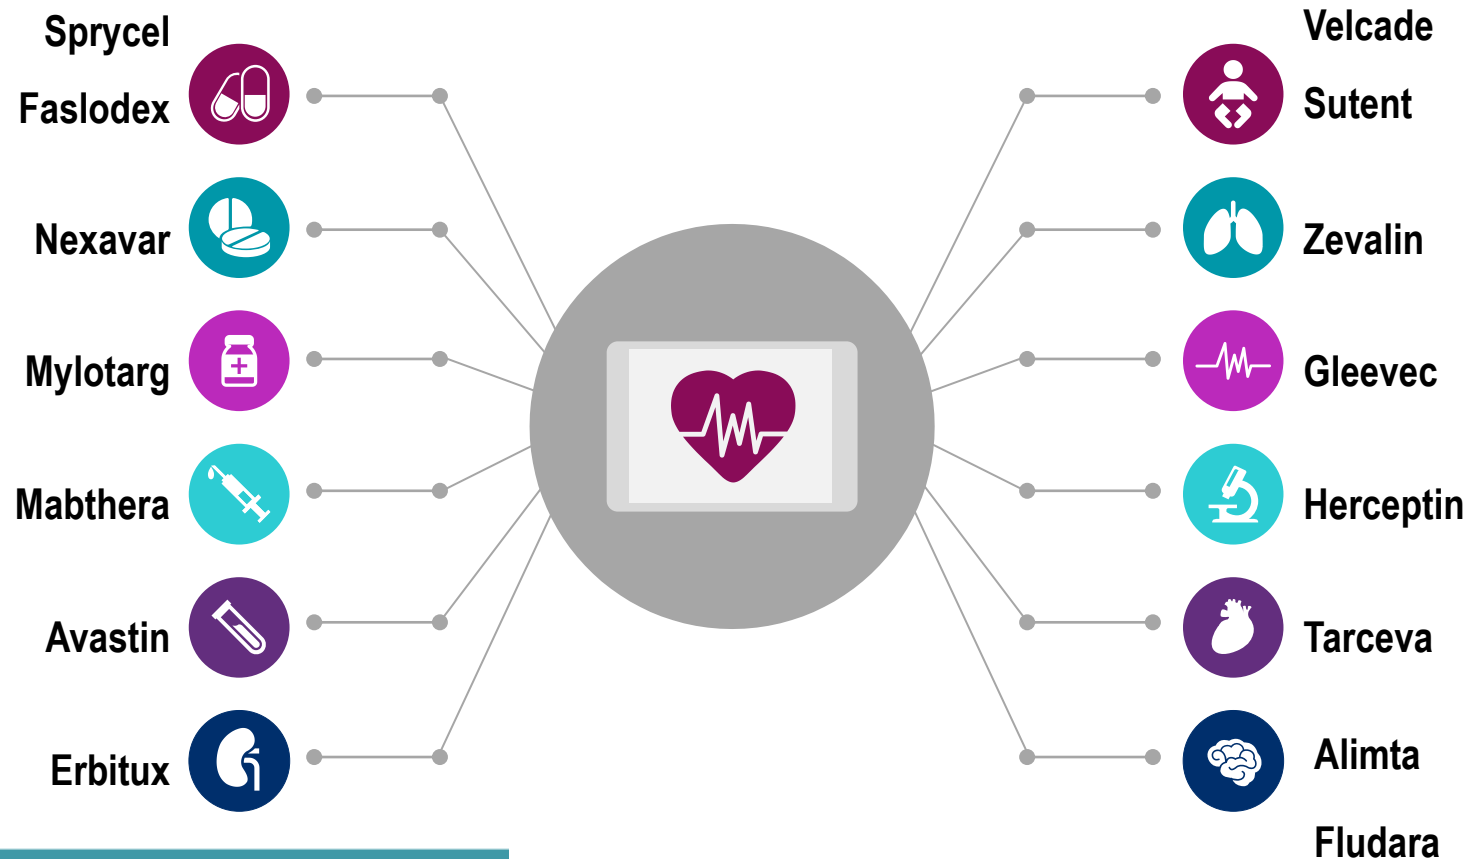 Sprycel
Faslodex
Nexavar
Mylotarg
Mabthera
Avastin
Erbitux
Velcade
Sutent
Zevalin
Gleevec
Herceptin
Tarceva
Alimta
Fludara